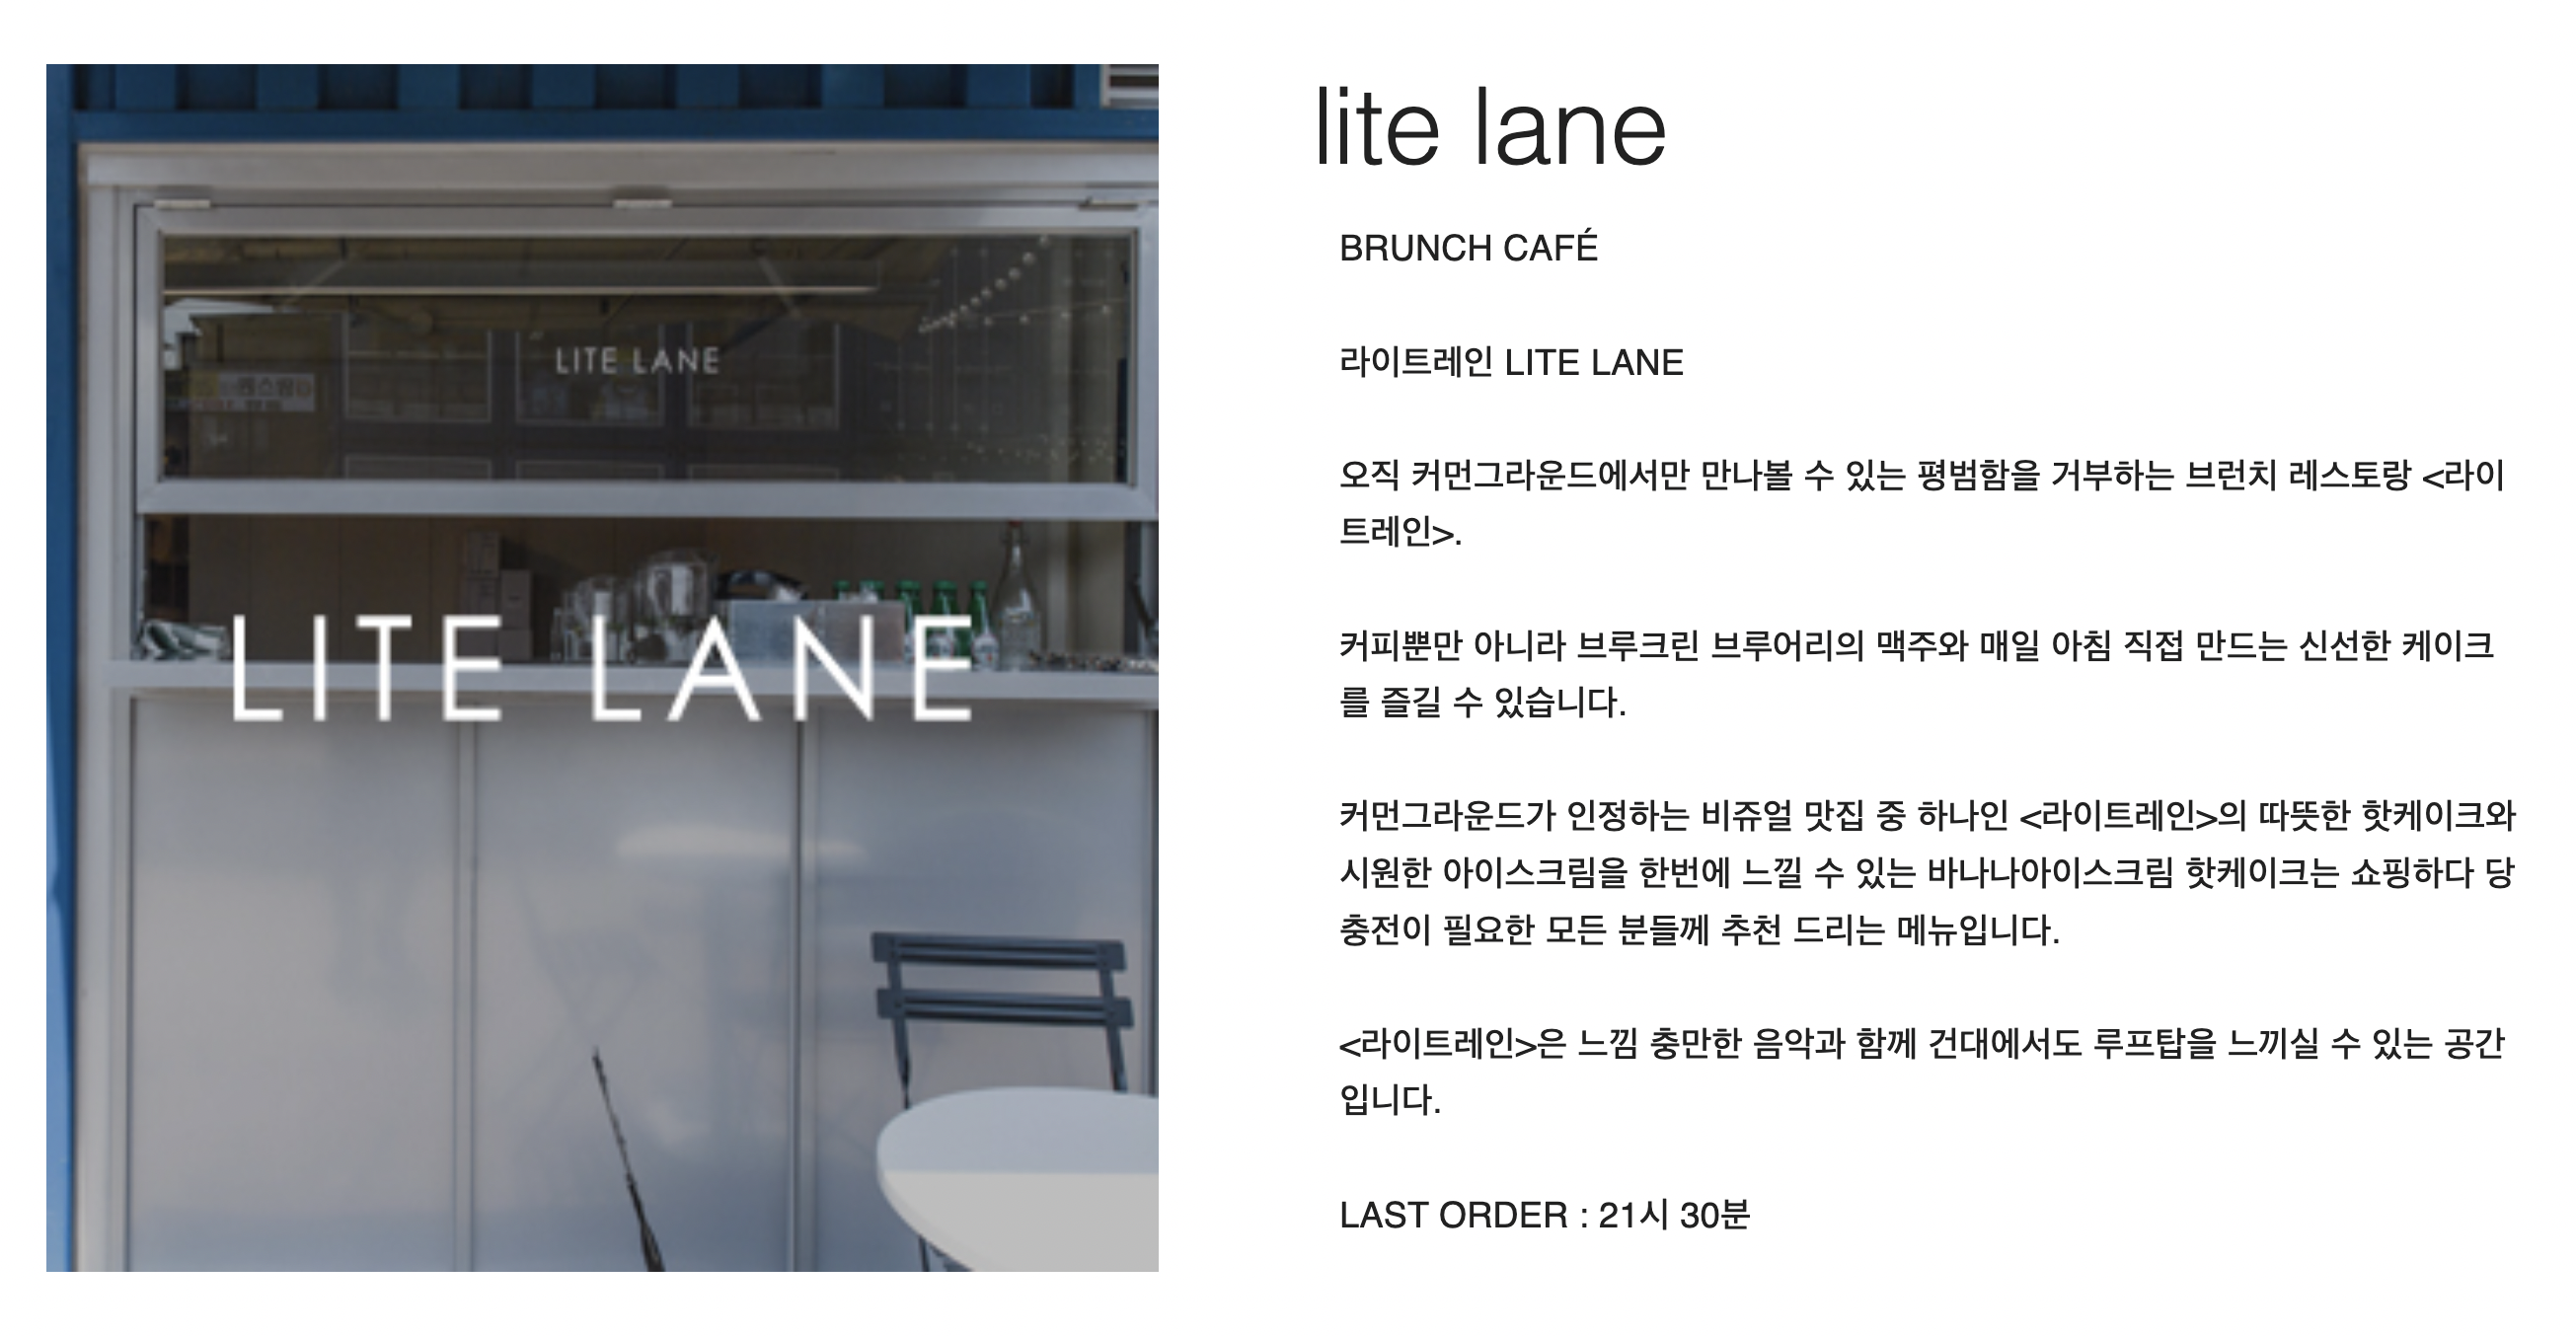 LITE LANE
LITE LANE
lite lane
BRUNCH CAFÉ
라이트레인 LITE LANE
오직 커먼그라운드에서만 만나볼 수 있는 평범함을 거부하는 브런치 레스토랑 <라이
트레인>.
커피뿐만 아니라 브루크린 브루어리의 맥주와 매일 아침 직접 만드는 신선한 케이크
를 즐길 수 있습니다.
커먼그라운드가 인정하는 비쥬얼 맛집 중 하나인 <라이트레인>의 따뜻한 핫케이크와
시원한 아이스크림을 한번에 느낄 수 있는 바나나아이스크림 핫케이크는 쇼핑하다 당
충전이 필요한 모든 분들께 추천 드리는 메뉴입니다.
<라이트레인>은 느낌 충만한 음악과 함께 건대에서도 루프탑을 느끼실 수 있는 공간
입니다.
LAST ORDER : 21시 30분